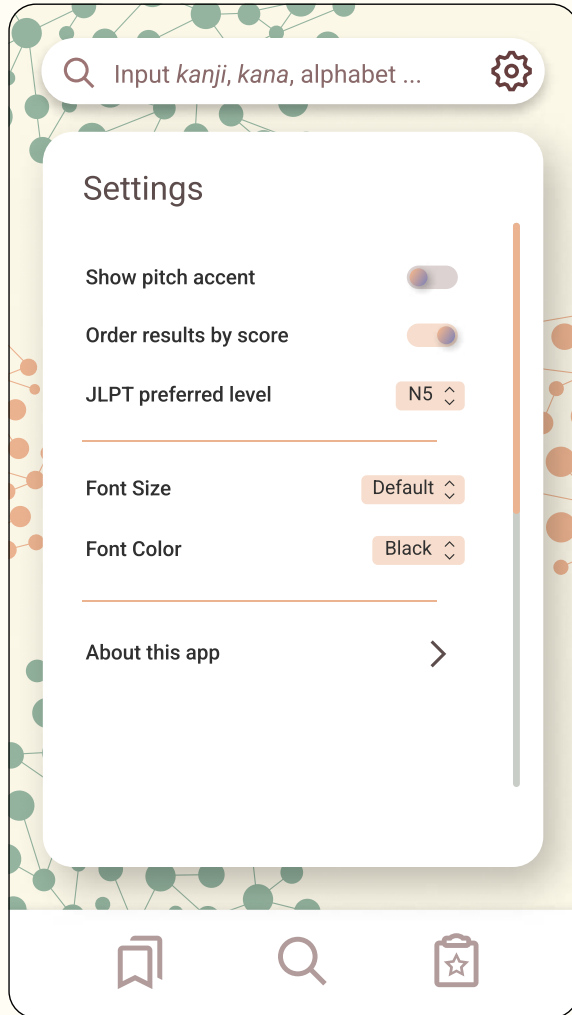 Input kanji, kana, alphabet ...
Settings
Show pitch accent
Order results by score
JLPT preferred level N5
Font Size Default
Font Color Black
About this app